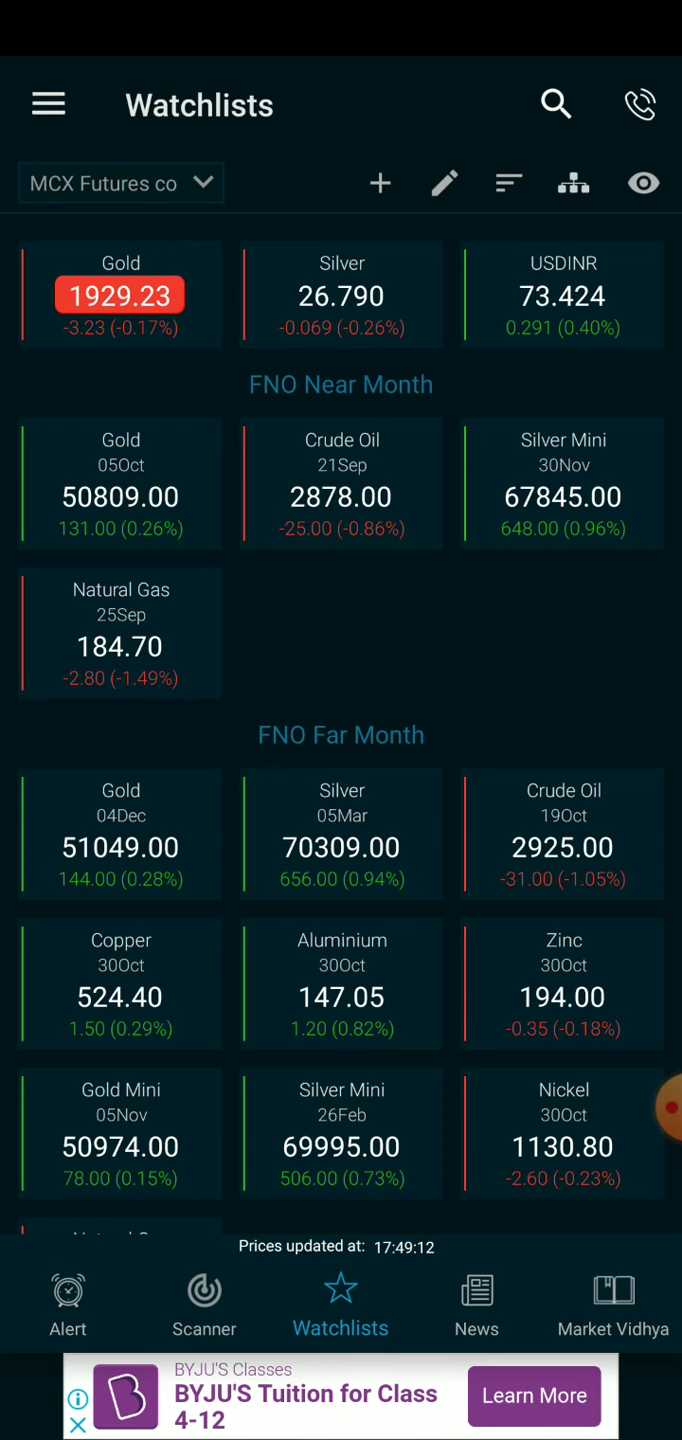 Watchlists
MCX Futures co
Gold
1929.23
-3.23 (-0.17%)
Silver
26.790
-0.069 (-0.26%)
USDINR
73.424
0.291 (0.40%)
FNO Near Month
Gold
05Oct
50809.00
131.00 (0.26%)
Crude Oil
21Sep
2878.00
-25.00 (-0.86%)
Silver Mini
30Nov
67845.00
648.00 (0.96%)
Natural Gas
25Sep
184.70
-2.80 (-1.49%)
FNO Far Month
Gold
04Dec
51049.00
144.00 (0.28%)
Silver
05Mar
70309.00
656.00 (0.94%)
Crude Oil
19Oct
2925.00
-31.00 (-1.05%)
Copper
30Oct
524.40
1.50 (0.29%)
Aluminium
30Oct
147.05
1.20 (0.82%)
Zinc
30Oct
194.00
-0.35 (-0.18%)
Gold Mini
05Nov
50974.00
78.00 (0.15%)
Silver Mini
26Feb
69995.00
506.00 (0.73%)
Nickel
30Oct
1130.80
-2.60 (-0.23%)
Prices updated at: 17:49:12
Alert
Scanner
Watchlists
News
Market Vidhya
BYJU'S Classes
BYJU'S Tuition for Class
4-12
Learn More